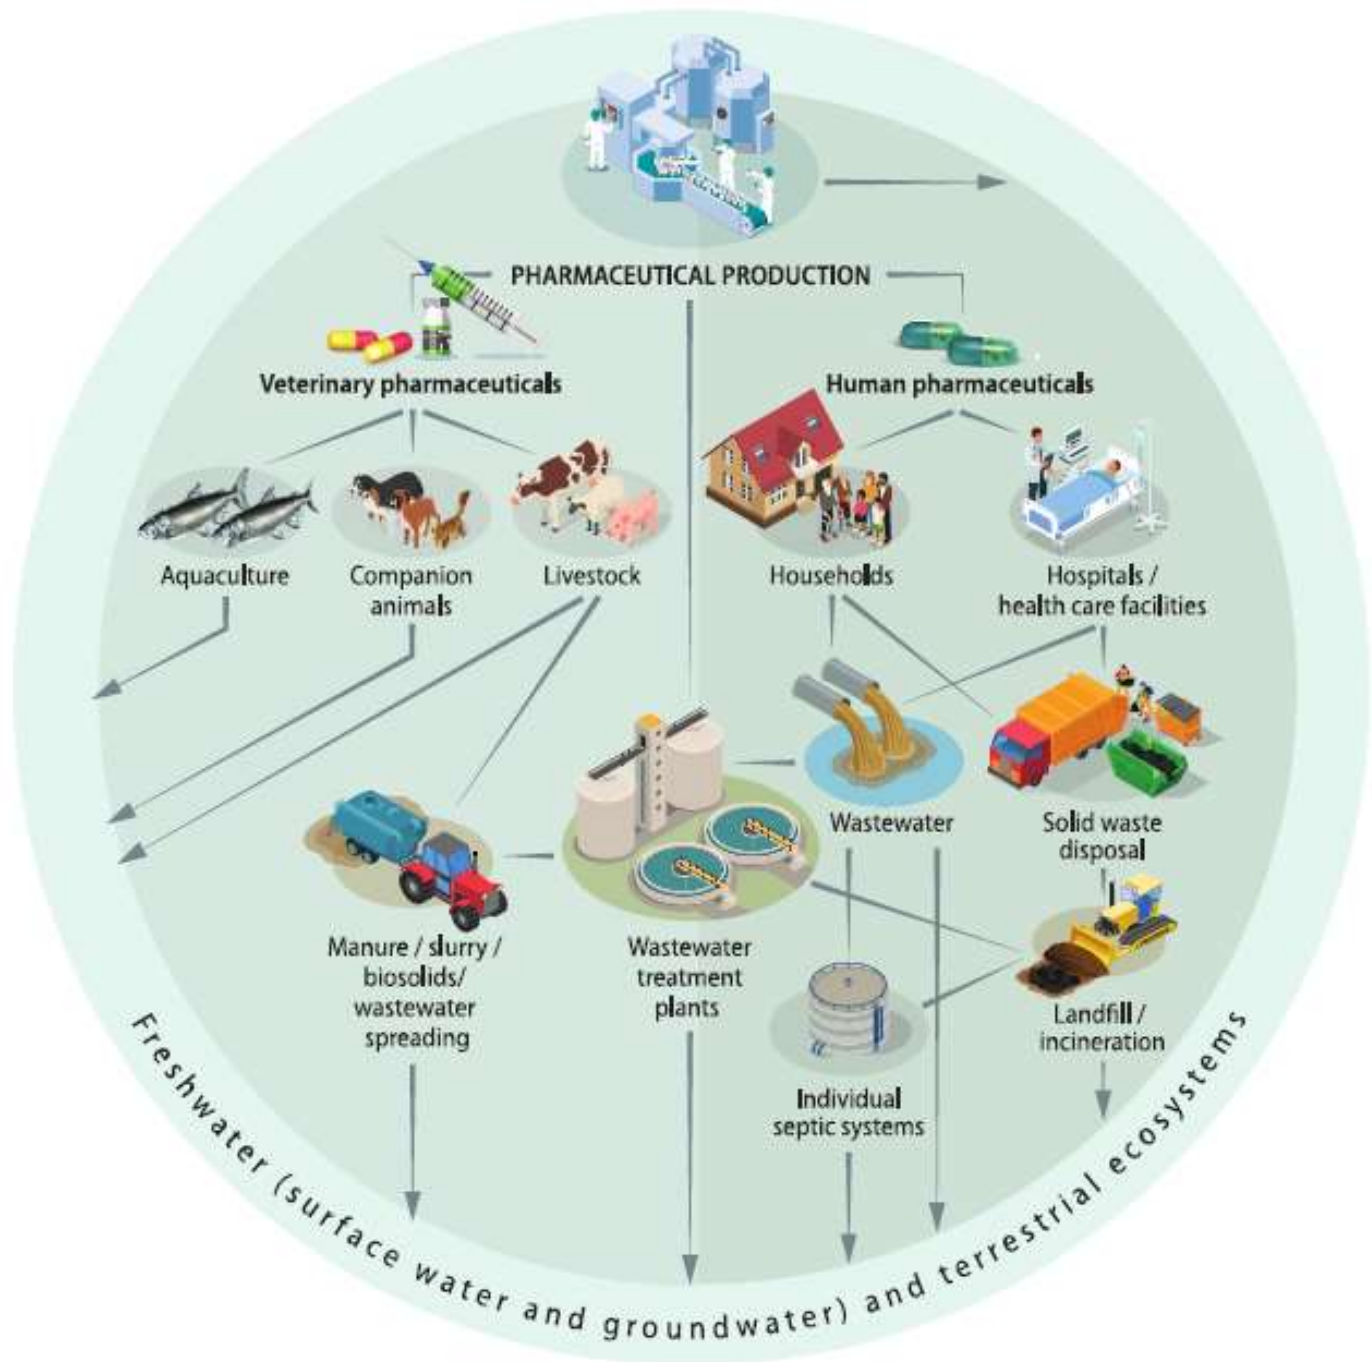 PHARMACEUTICAL PRODUCTION
Veterinary pharmaceuticals
Human pharmaceuticals
Aquaculture
Companion
animals
Livestock
Households
Hospitals /
health care facilities
Wastewater
Solid waste
disposal
Manure / slurry /
biosolids/
wastewater
spreading
Wastewater
treatment
plants
Landfill /
incineration
Individual
septic systems
Freshwater (surface water and groundwater) and terrestrial ecosystems